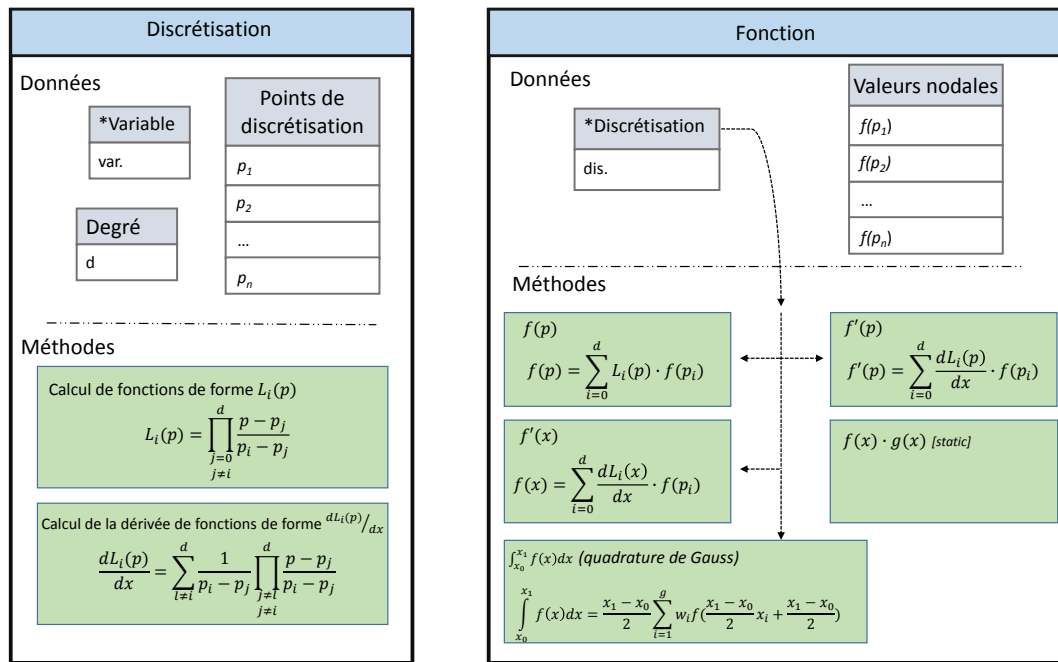 Discrétisation
Données
*Variable
var.
Points de
discrétisation
p₁
p₂
...
pₙ
Degré
d
Méthodes
Calcul de fonctions de forme Lᵢ(p)
Lᵢ(p) = ∏_{j=0, j≠i}^{d} (p − pⱼ)/(pᵢ − pⱼ)
Calcul de la dérivée de fonctions de forme dLᵢ(p)/dx
dLᵢ(p)/dx = ∑_{l≠i}^{d} 1/(pᵢ − pⱼ) ∏_{j≠i, j≠i}^{d} (p − pⱼ)/(pᵢ − pⱼ)
Fonction
Données
*Discrétisation
dis.
Valeurs nodales
f(p₁)
f(p₂)
...
f(pₙ)
Méthodes
f(p)
f(p) = ∑_{i=0}^{d} Lᵢ(p) · f(pᵢ)
f′(p)
f′(p) = ∑_{i=0}^{d} dLᵢ(p)/dx · f(pᵢ)
f′(x)
f(x) = ∑_{i=0}^{d} dLᵢ(x)/dx · f(pᵢ)
f(x) · g(x) [static]
∫_{x₀}^{x₁} f(x)dx (quadrature de Gauss)
∫_{x₀}^{x₁} f(x)dx = (x₁ − x₀)/2 ∑_{i=1}^{g} wᵢf((x₁ − x₀)/2 xᵢ + (x₁ − x₀)/2)